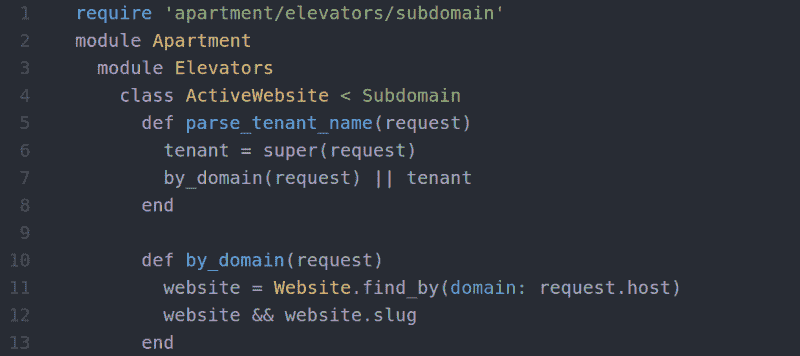 1 require 'apartment/elevators/subdomain'
2 module Apartment
3 module Elevators
4 class ActiveWebsite < Subdomain
5 def parse_tenant_name(request)
6 tenant = super(request)
7 by_domain(request) || tenant
8 end
9
10 def by_domain(request)
11 website = Website.find_by(domain: request.host)
12 website && website.slug
13 end